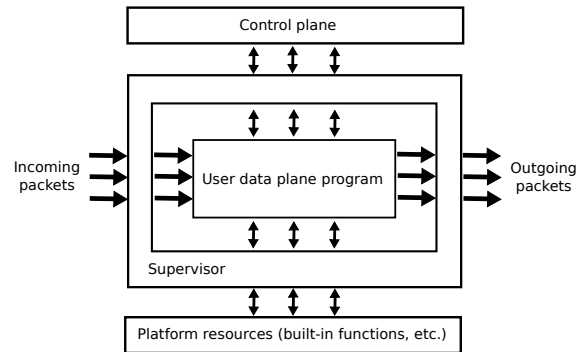 Control plane
Incoming
packets
User data plane program
Outgoing
packets
Supervisor
Platform resources (built-in functions, etc.)